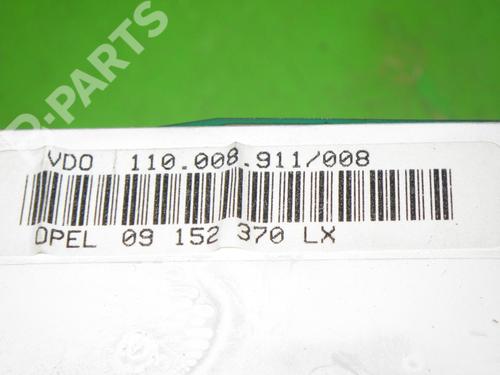 B-PARTS
VDO 110.008.911/008
OPEL 09 152 370 LX